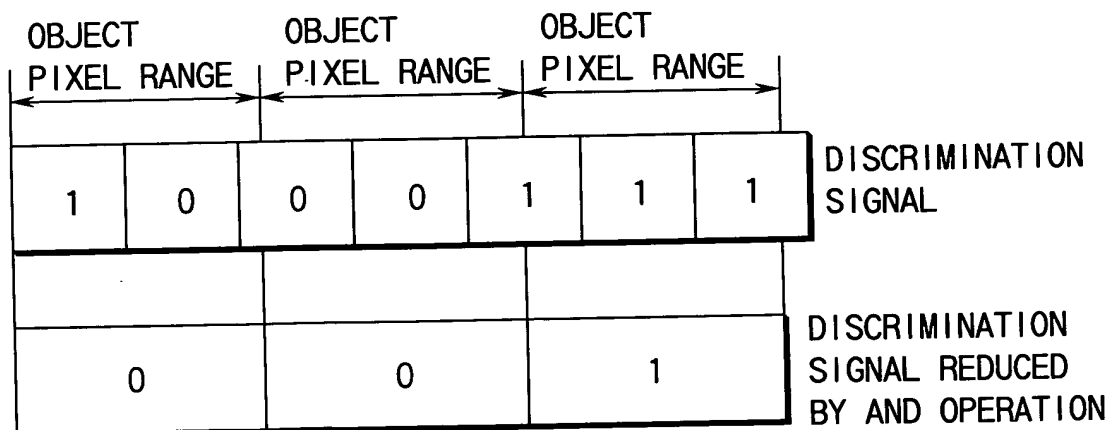 OBJECT OBJECT OBJECT
PIXEL RANGE PIXEL RANGE PIXEL RANGE
1 0 0 0 1 1 1
DISCRIMINATION
SIGNAL
0 0 1
DISCRIMINATION
SIGNAL REDUCED
BY AND OPERATION